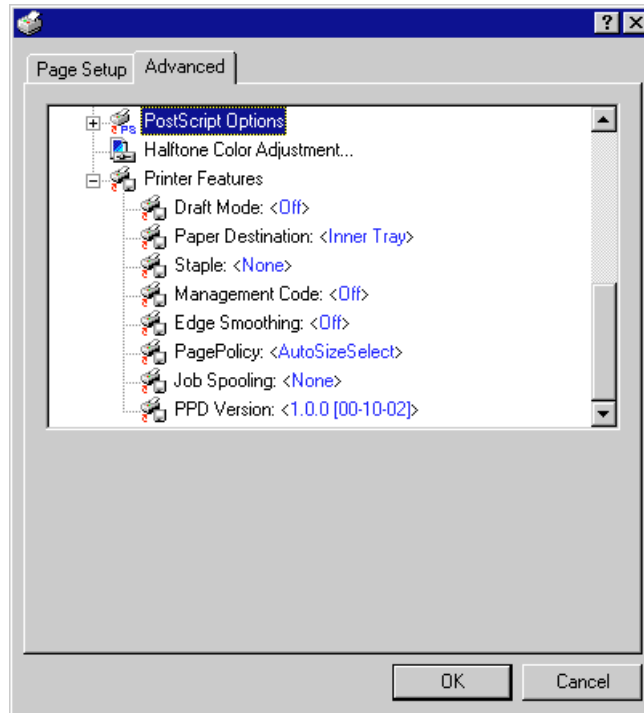 Page Setup Advanced
PS PostScript Options
Halftone Color Adjustment...
Printer Features
Draft Mode: <Off>
Paper Destination: <Inner Tray>
Staple: <None>
Management Code: <Off>
Edge Smoothing: <Off>
PagePolicy: <AutoSizeSelect>
Job Spooling: <None>
PPD Version: <1.0.0 [00-10-02]>
OK Cancel